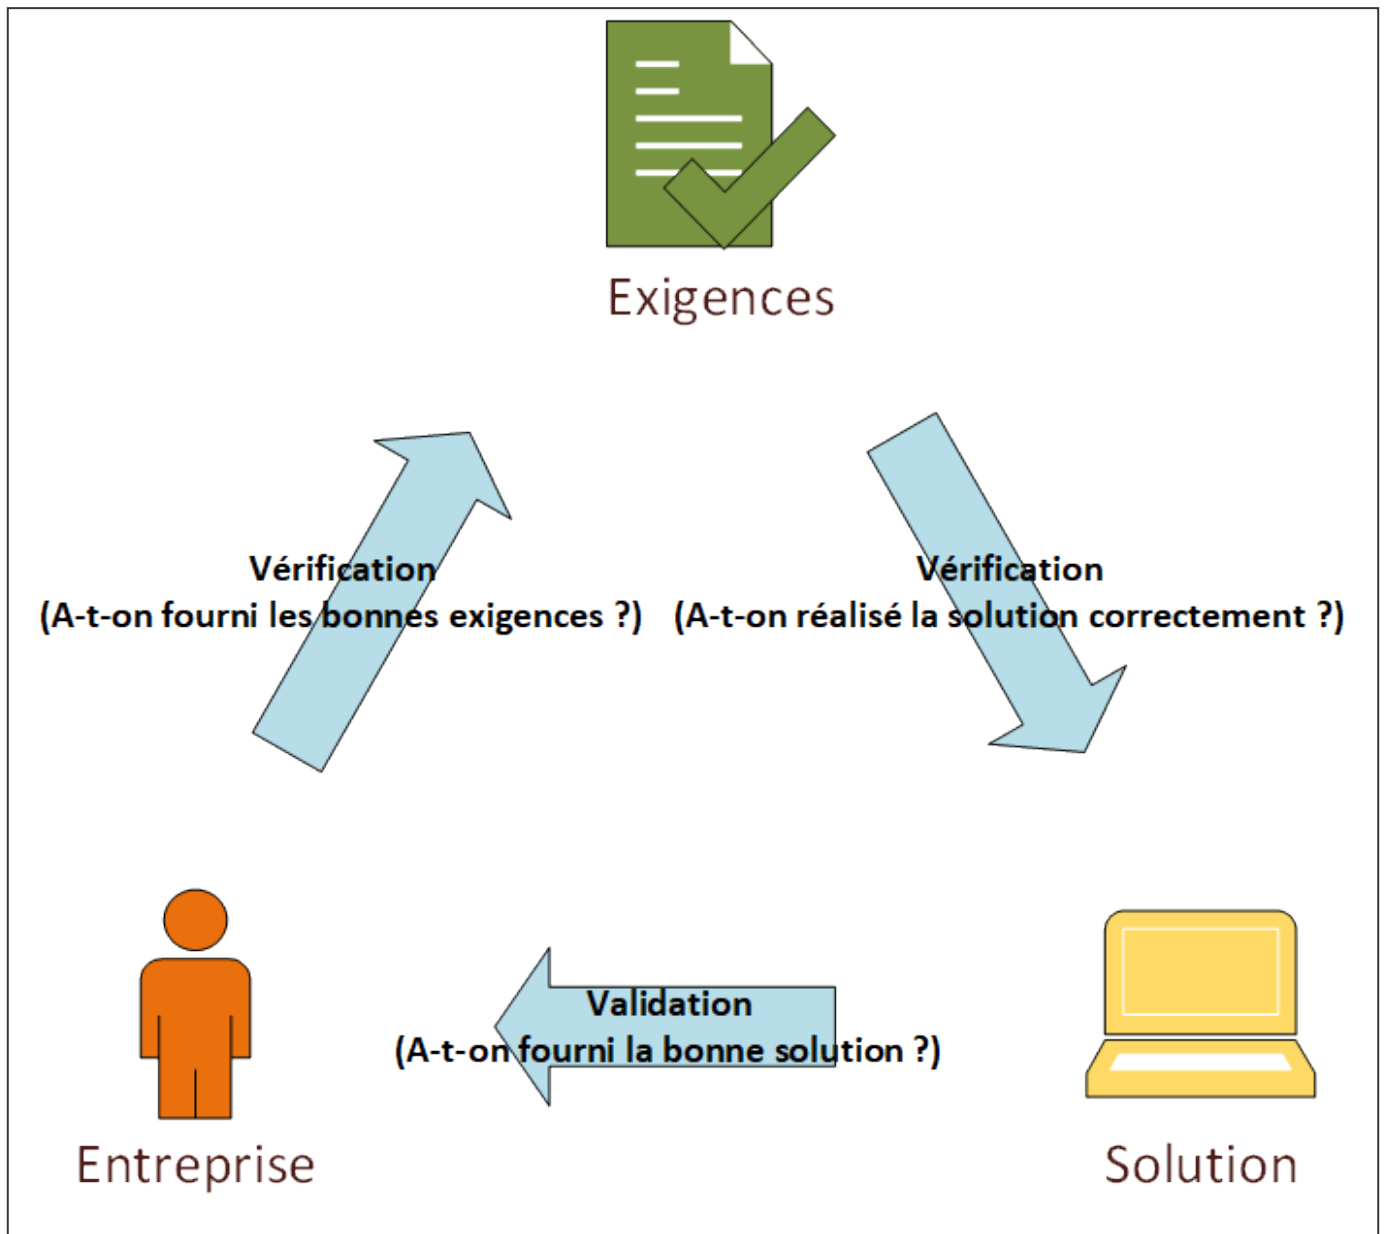 Exigences
Vérification
(A-t-on fourni les bonnes exigences ?)
Vérification
(A-t-on réalisé la solution correctement ?)
Validation
(A-t-on fourni la bonne solution ?)
Entreprise
Solution